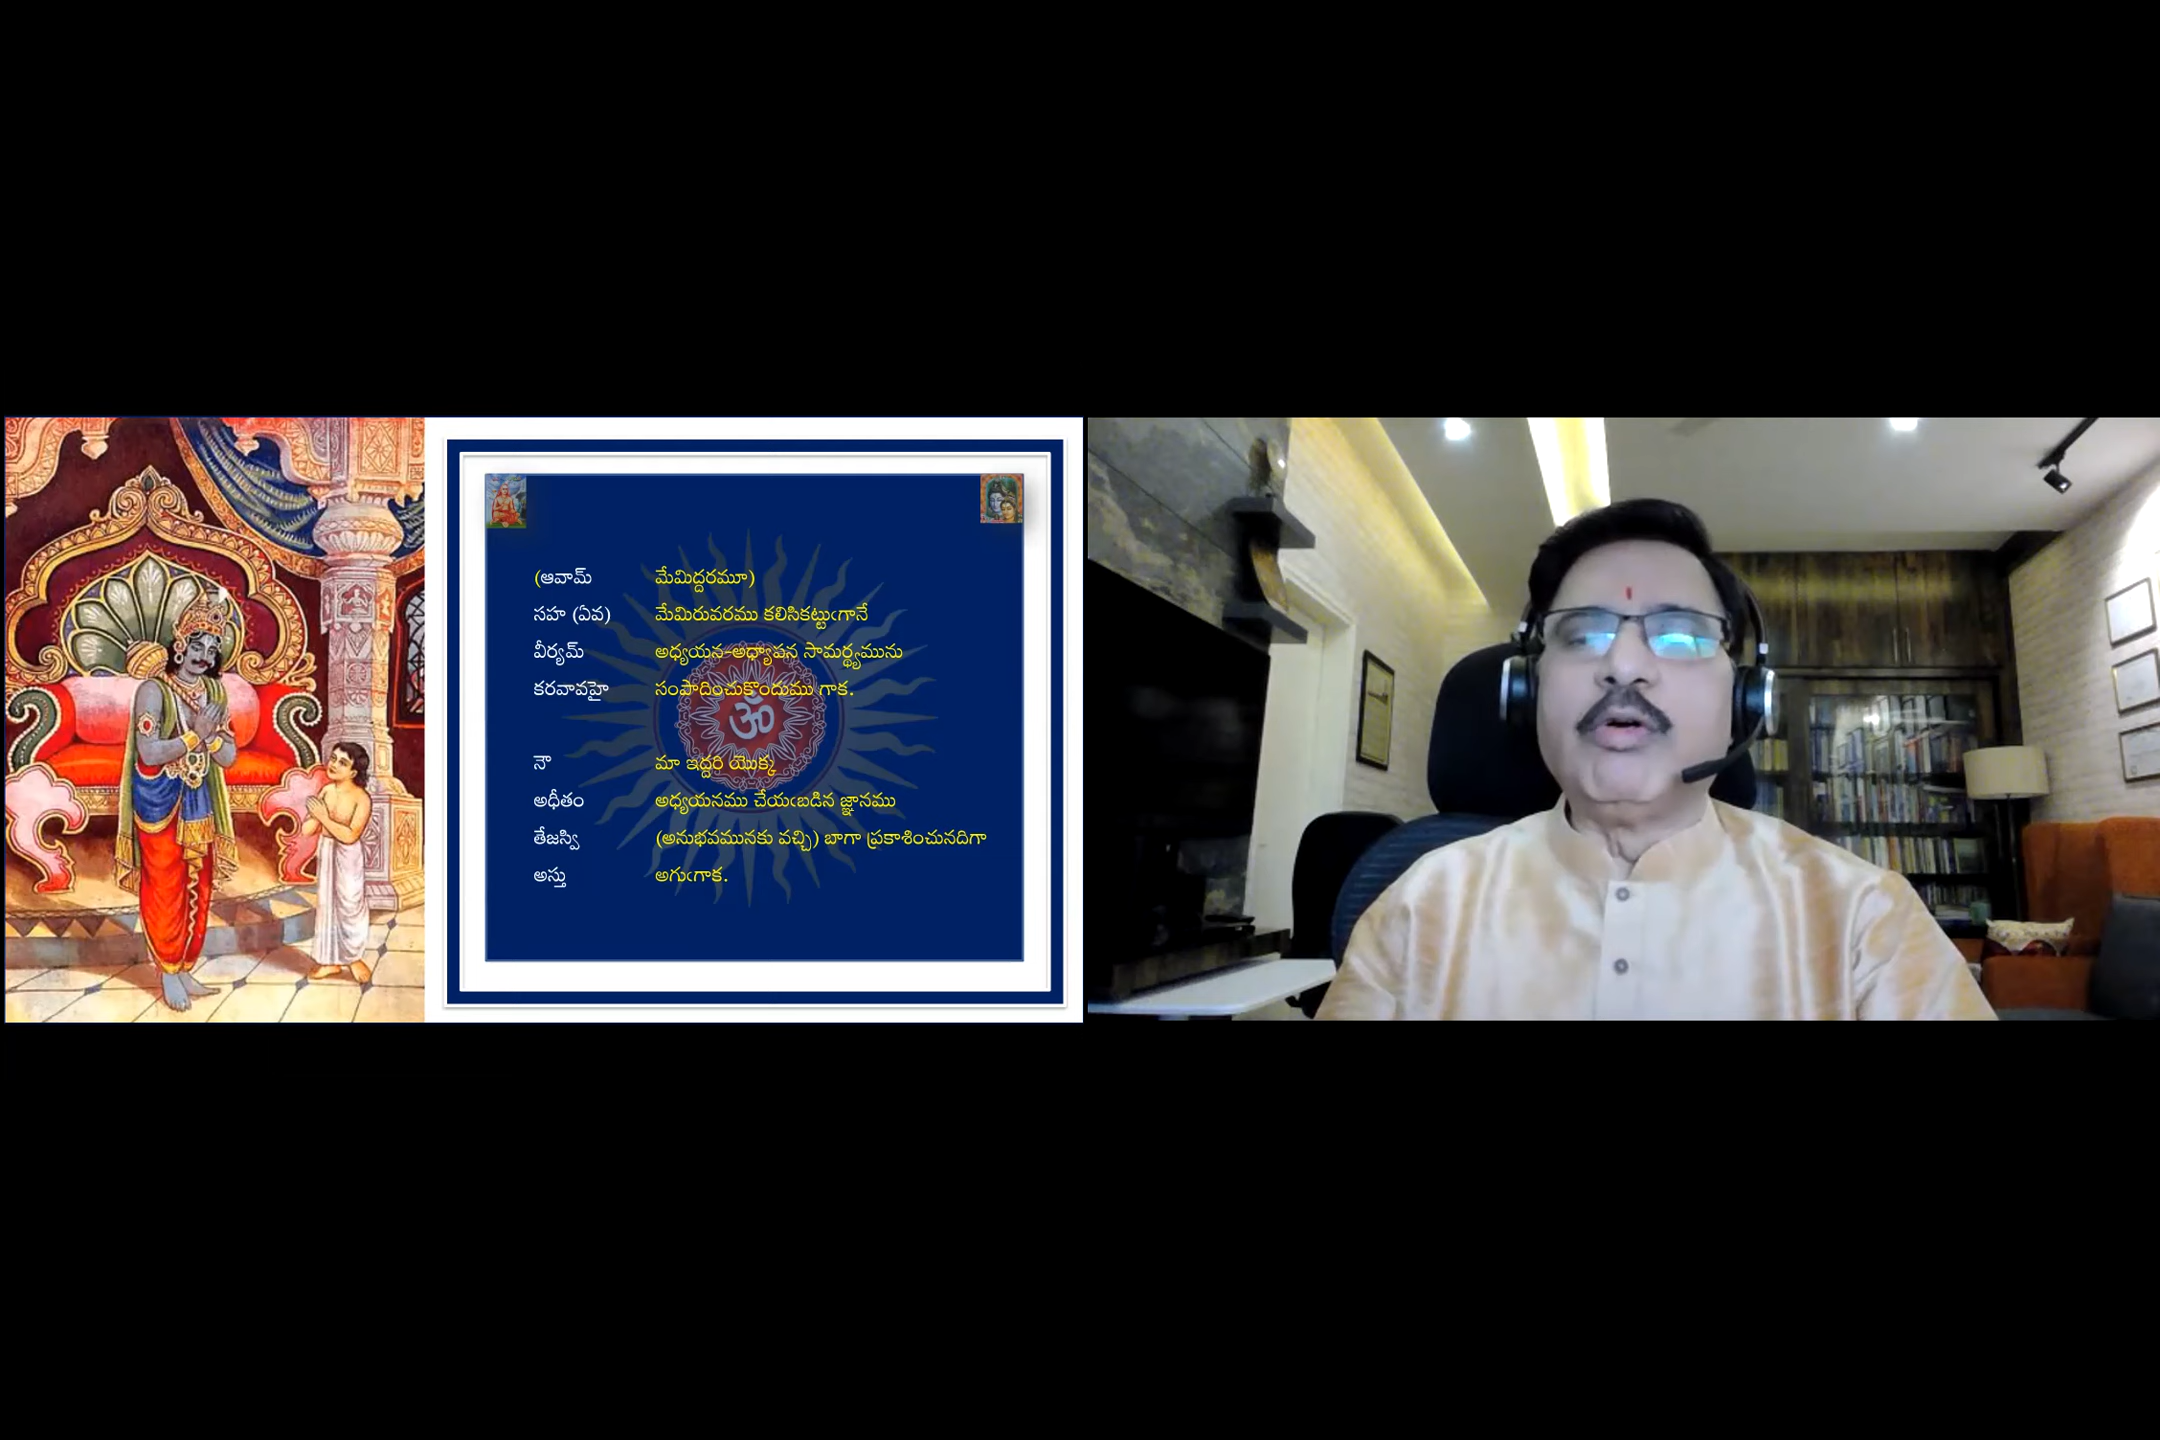 (ఆవామ్ మేమిద్దరమూ)
సహ (ఏవ) మేమిరువరము కలిసికట్టుఁగానే
వీర్యమ్ అధ్యయన-అధ్యాపన సామర్థ్యమును
కరవావహై సంపాదించుకొందుము గాక.
నౌ మా ఇద్దరి యొక్క
అధీతం అధ్యయనము చేయఁబడిన జ్ఞానము
తేజస్వి (అనుభవమునకు వచ్చి) బాగా ప్రకాశించునదిగా
అస్తు అగుఁగాక.
ॐ